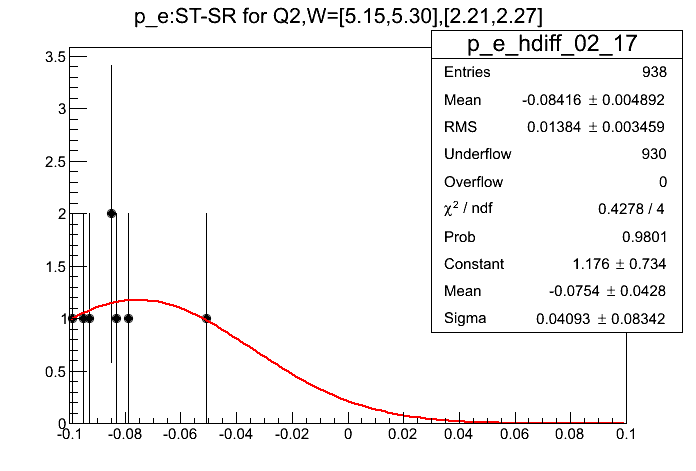 p_e:ST-SR for Q2,W=[5.15,5.30],[2.21,2.27]
p_e_hdiff_02_17
Entries 938
Mean -0.08416 ± 0.004892
RMS 0.01384 ± 0.003459
Underflow 930
Overflow 0
χ² / ndf 0.4278 / 4
Prob 0.9801
Constant 1.176 ± 0.734
Mean -0.0754 ± 0.0428
Sigma 0.04093 ± 0.08342
3.5
3
2.5
2
1.5
1
0.5
0
-0.1 -0.08 -0.06 -0.04 -0.02 0 0.02 0.04 0.06 0.08 0.1